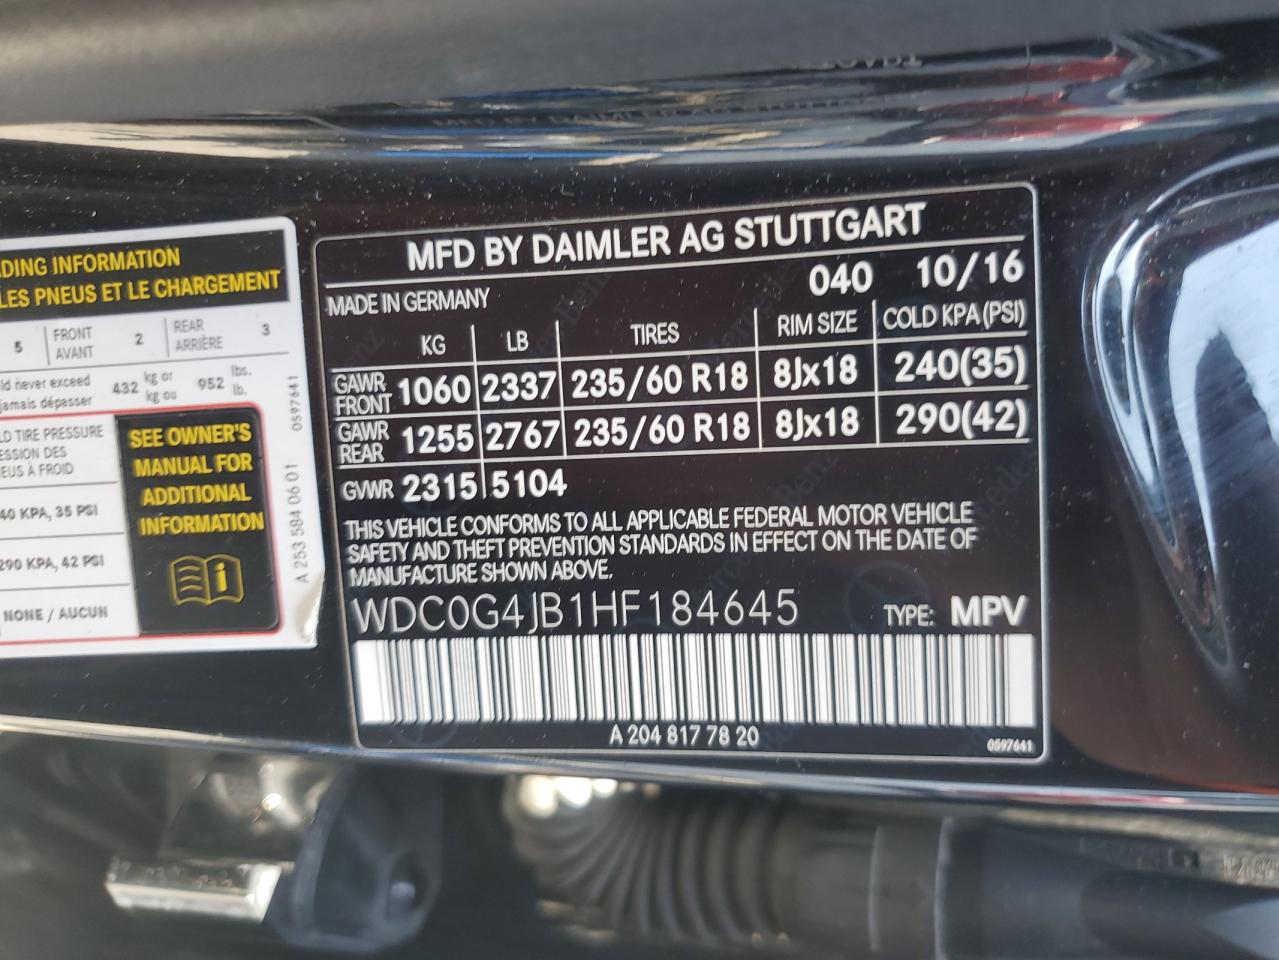 DING INFORMATION
LES PNEUS ET LE CHARGEMENT
5 FRONT AVANT 2 REAR ARRIÈRE 3
ld never exceed 432 kg or 952 lbs.
jamais dépasser kg ou lb.
LD TIRE PRESSURE
ESSION DES
EUS À FROID
40 KPA, 35 PSI
290 KPA, 42 PSI
NONE / AUCUN
SEE OWNER'S
MANUAL FOR
ADDITIONAL
INFORMATION
A 253 584 06 01 0597641
MFD BY DAIMLER AG STUTTGART
MADE IN GERMANY 040 10/16
KG LB TIRES RIM SIZE COLD KPA (PSI)
GAWR FRONT 1060 2337 235/60 R18 8Jx18 240(35)
GAWR REAR 1255 2767 235/60 R18 8Jx18 290(42)
GVWR 2315 5104
THIS VEHICLE CONFORMS TO ALL APPLICABLE FEDERAL MOTOR VEHICLE
SAFETY AND THEFT PREVENTION STANDARDS IN EFFECT ON THE DATE OF
MANUFACTURE SHOWN ABOVE.
WDC0G4JB1HF184645 TYPE: MPV
A 204 817 78 20
0597641